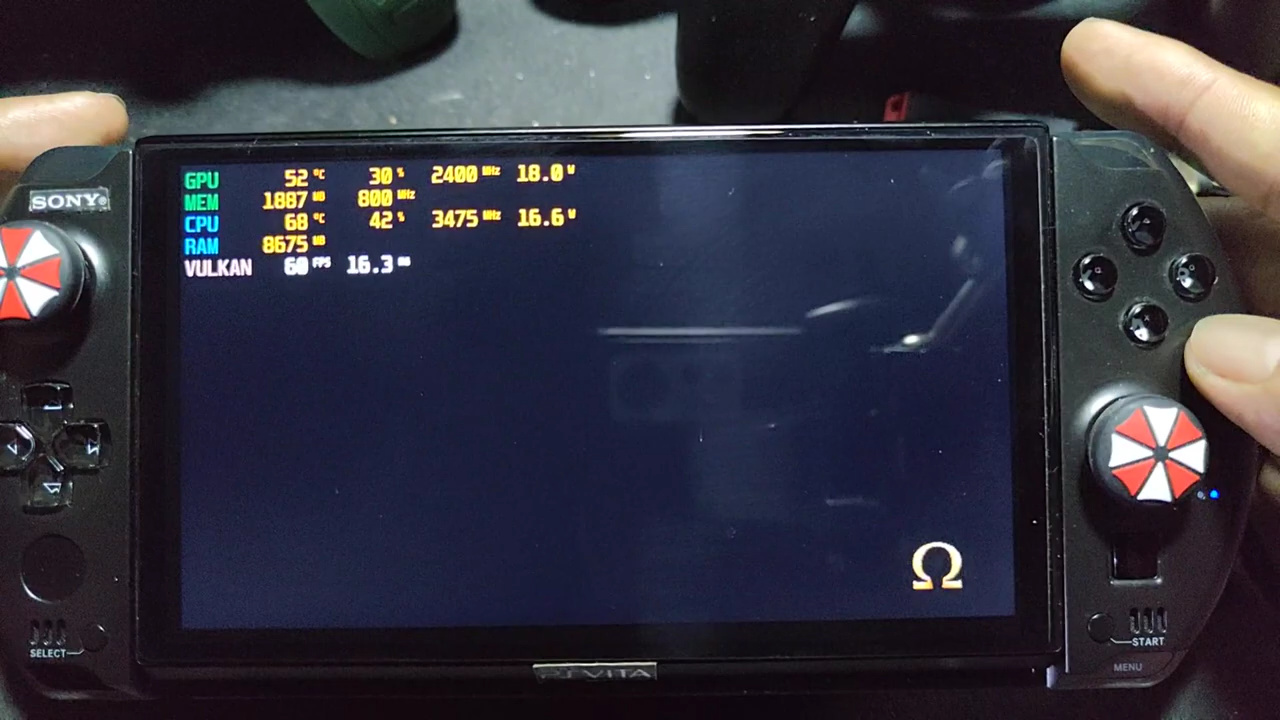 SONY®
GPU 52 °C 30 % 2400 MHz 18.0 W
MEM 1887 MB 800 MHz
CPU 68 °C 42 % 3475 MHz 16.6 W
RAM 8675 MB
VULKAN 60 FPS 16.3 ms
Ω
SELECT
START
MENU
PS VITA